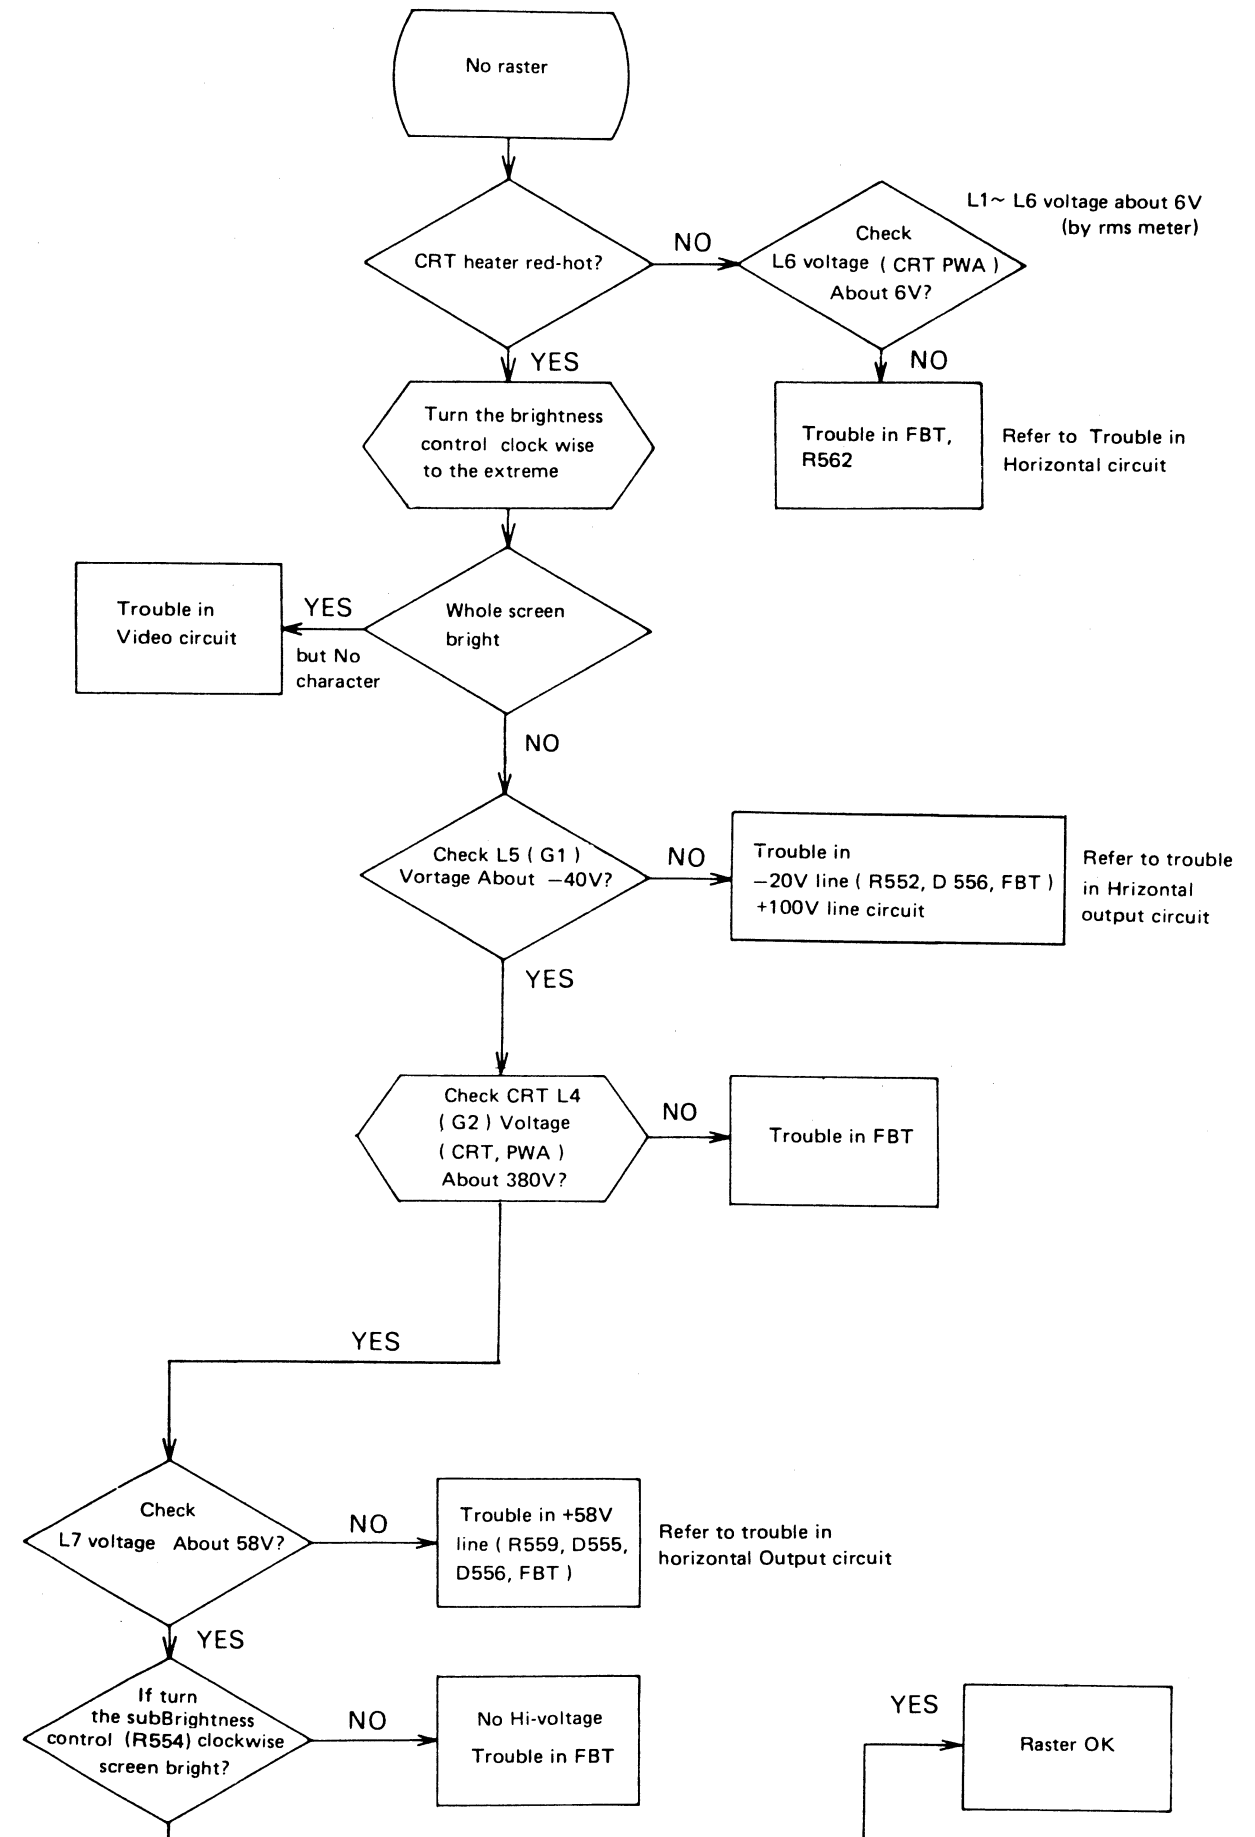 No raster
CRT heater red-hot?
NO
Check
L6 voltage ( CRT PWA )
About 6V?
L1~ L6 voltage about 6V
(by rms meter)
YES
NO
Turn the brightness
control clock wise
to the extreme
Trouble in FBT,
R562
Refer to Trouble in
Horizontal circuit
Whole screen
bright
YES
but No
character
Trouble in
Video circuit
NO
Check L5 ( G1 )
Vortage About −40V?
NO
Trouble in
−20V line ( R552, D 556, FBT )
+100V line circuit
Refer to trouble
in Hrizontal
output circuit
YES
Check CRT L4
( G2 ) Voltage
( CRT, PWA )
About 380V?
NO
Trouble in FBT
YES
Check
L7 voltage About 58V?
NO
Trouble in +58V
line ( R559, D555,
D556, FBT )
Refer to trouble in
horizontal Output circuit
YES
If turn
the subBrightness
control (R554) clockwise
screen bright?
NO
No Hi-voltage
Trouble in FBT
YES
Raster OK